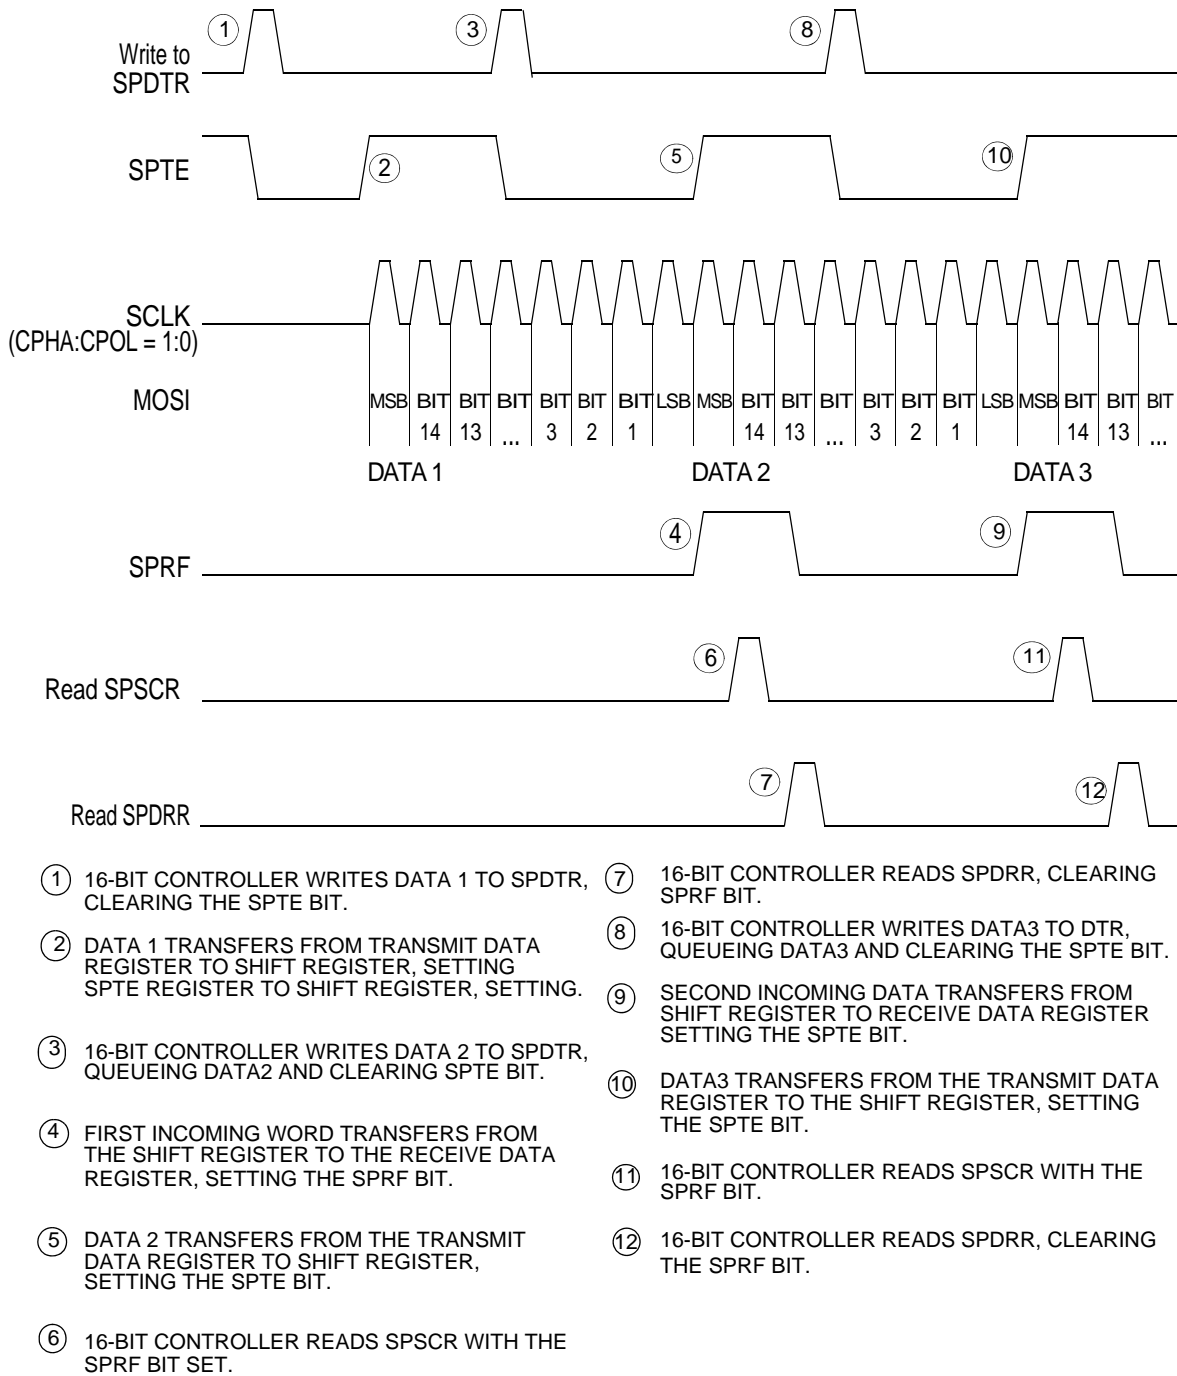 1
3
8
Write to
SPDTR
SPTE
2
5
10
SCLK
(CPHA:CPOL = 1:0)
MOSI
MSB BIT BIT BIT BIT BIT BIT LSB MSB BIT BIT BIT BIT BIT BIT LSB MSB BIT BIT BIT
14 13 ... 3 2 1 14 13 ... 3 2 1 14 13 ...
DATA 1 DATA 2 DATA 3
4
9
SPRF
6
11
Read SPSCR
7
12
Read SPDRR
1 16-BIT CONTROLLER WRITES DATA 1 TO SPDTR,
CLEARING THE SPTE BIT.
2 DATA 1 TRANSFERS FROM TRANSMIT DATA
REGISTER TO SHIFT REGISTER, SETTING
SPTE REGISTER TO SHIFT REGISTER, SETTING.
3 16-BIT CONTROLLER WRITES DATA 2 TO SPDTR,
QUEUEING DATA2 AND CLEARING SPTE BIT.
4 FIRST INCOMING WORD TRANSFERS FROM
THE SHIFT REGISTER TO THE RECEIVE DATA
REGISTER, SETTING THE SPRF BIT.
5 DATA 2 TRANSFERS FROM THE TRANSMIT
DATA REGISTER TO SHIFT REGISTER,
SETTING THE SPTE BIT.
6 16-BIT CONTROLLER READS SPSCR WITH THE
SPRF BIT SET.
7 16-BIT CONTROLLER READS SPDRR, CLEARING
SPRF BIT.
8 16-BIT CONTROLLER WRITES DATA3 TO DTR,
QUEUEING DATA3 AND CLEARING THE SPTE BIT.
9 SECOND INCOMING DATA TRANSFERS FROM
SHIFT REGISTER TO RECEIVE DATA REGISTER
SETTING THE SPTE BIT.
10 DATA3 TRANSFERS FROM THE TRANSMIT DATA
REGISTER TO THE SHIFT REGISTER, SETTING
THE SPTE BIT.
11 16-BIT CONTROLLER READS SPSCR WITH THE
SPRF BIT.
12 16-BIT CONTROLLER READS SPDRR, CLEARING
THE SPRF BIT.